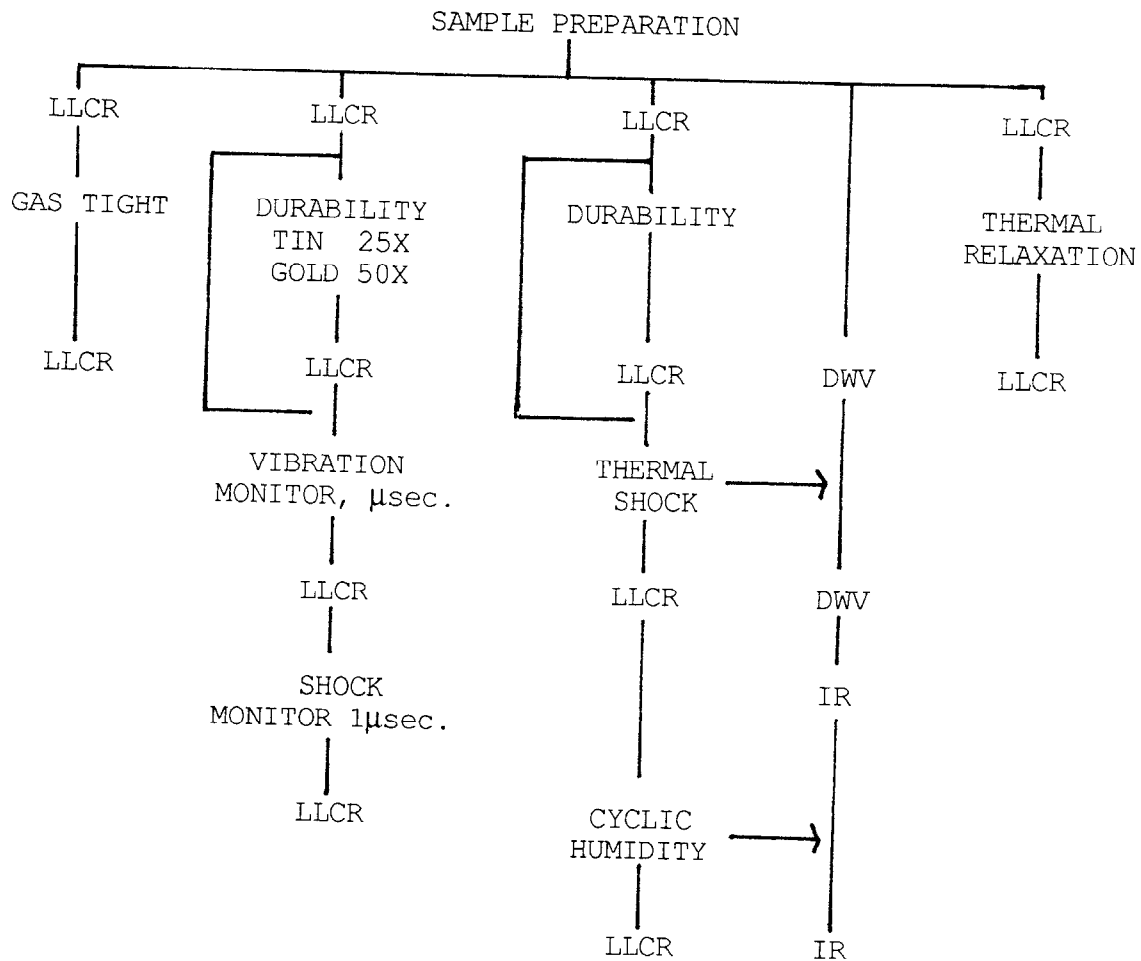 SAMPLE PREPARATION
LLCR
GAS TIGHT
LLCR
LLCR
DURABILITY
TIN 25X
GOLD 50X
LLCR
VIBRATION
MONITOR, µsec.
LLCR
SHOCK
MONITOR 1µsec.
LLCR
LLCR
DURABILITY
LLCR
THERMAL
SHOCK
LLCR
CYCLIC
HUMIDITY
LLCR
DWV
DWV
IR
IR
LLCR
THERMAL
RELAXATION
LLCR